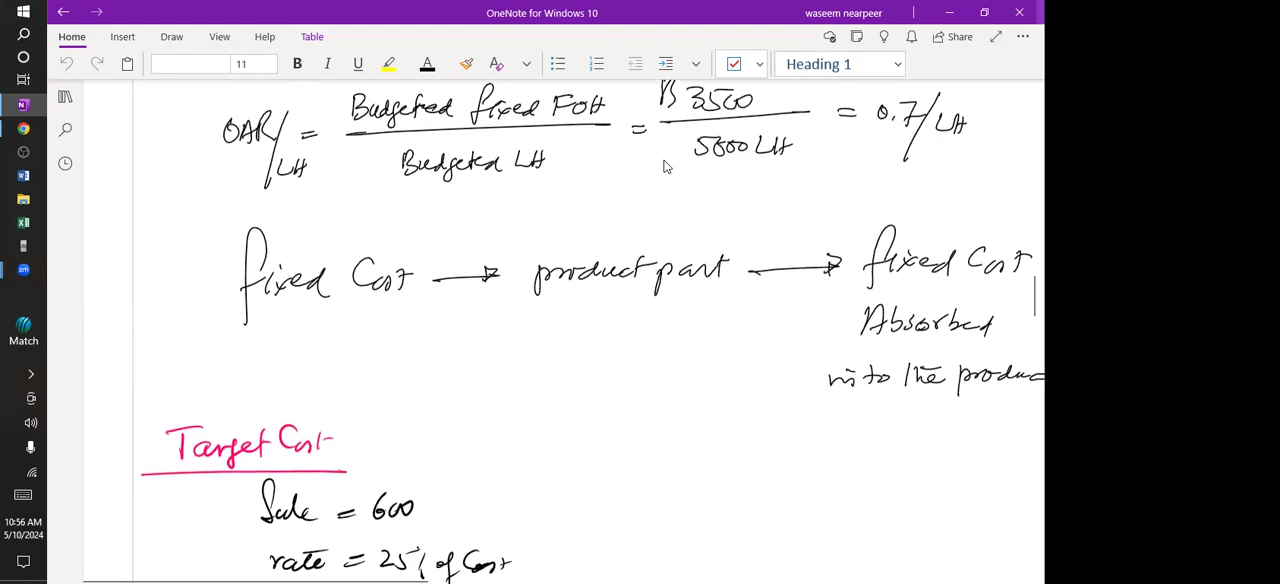 OneNote for Windows 10
waseem nearpeer
Home Insert Draw View Help Table
Share
11 B I U A Heading 1
OAR/LH = Budgeted fixed FOH / Budgeted LH = 3500 / 5000 LH = 0.7/LH
fixed Cost → product part → fixed Cost
Absorbed
into the produc
Target Cost
Sale = 600
rate = 25% of Cost
Match
10:56 AM
5/10/2024